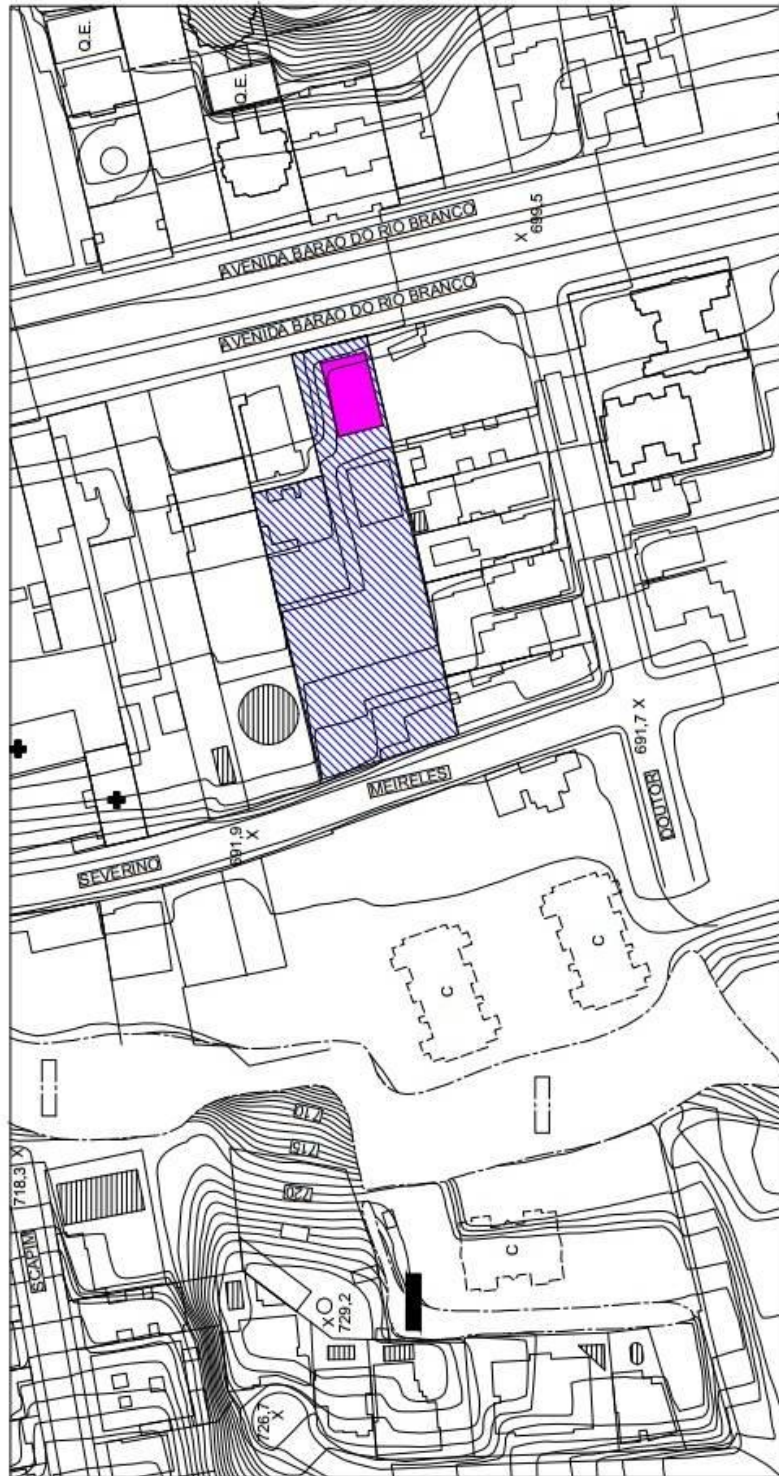 Q.E.
Q.E.
AVENIDA BARÃO DO RIO BRANCO
699,5 X
AVENIDA BARÃO DO RIO BRANCO
691,7 X
MEIRELES
DOUTOR
691,9 X
SEVERINO
C
C
710
715
720
718,3 X
SCAPIM
C
X
729,2
726,7
X